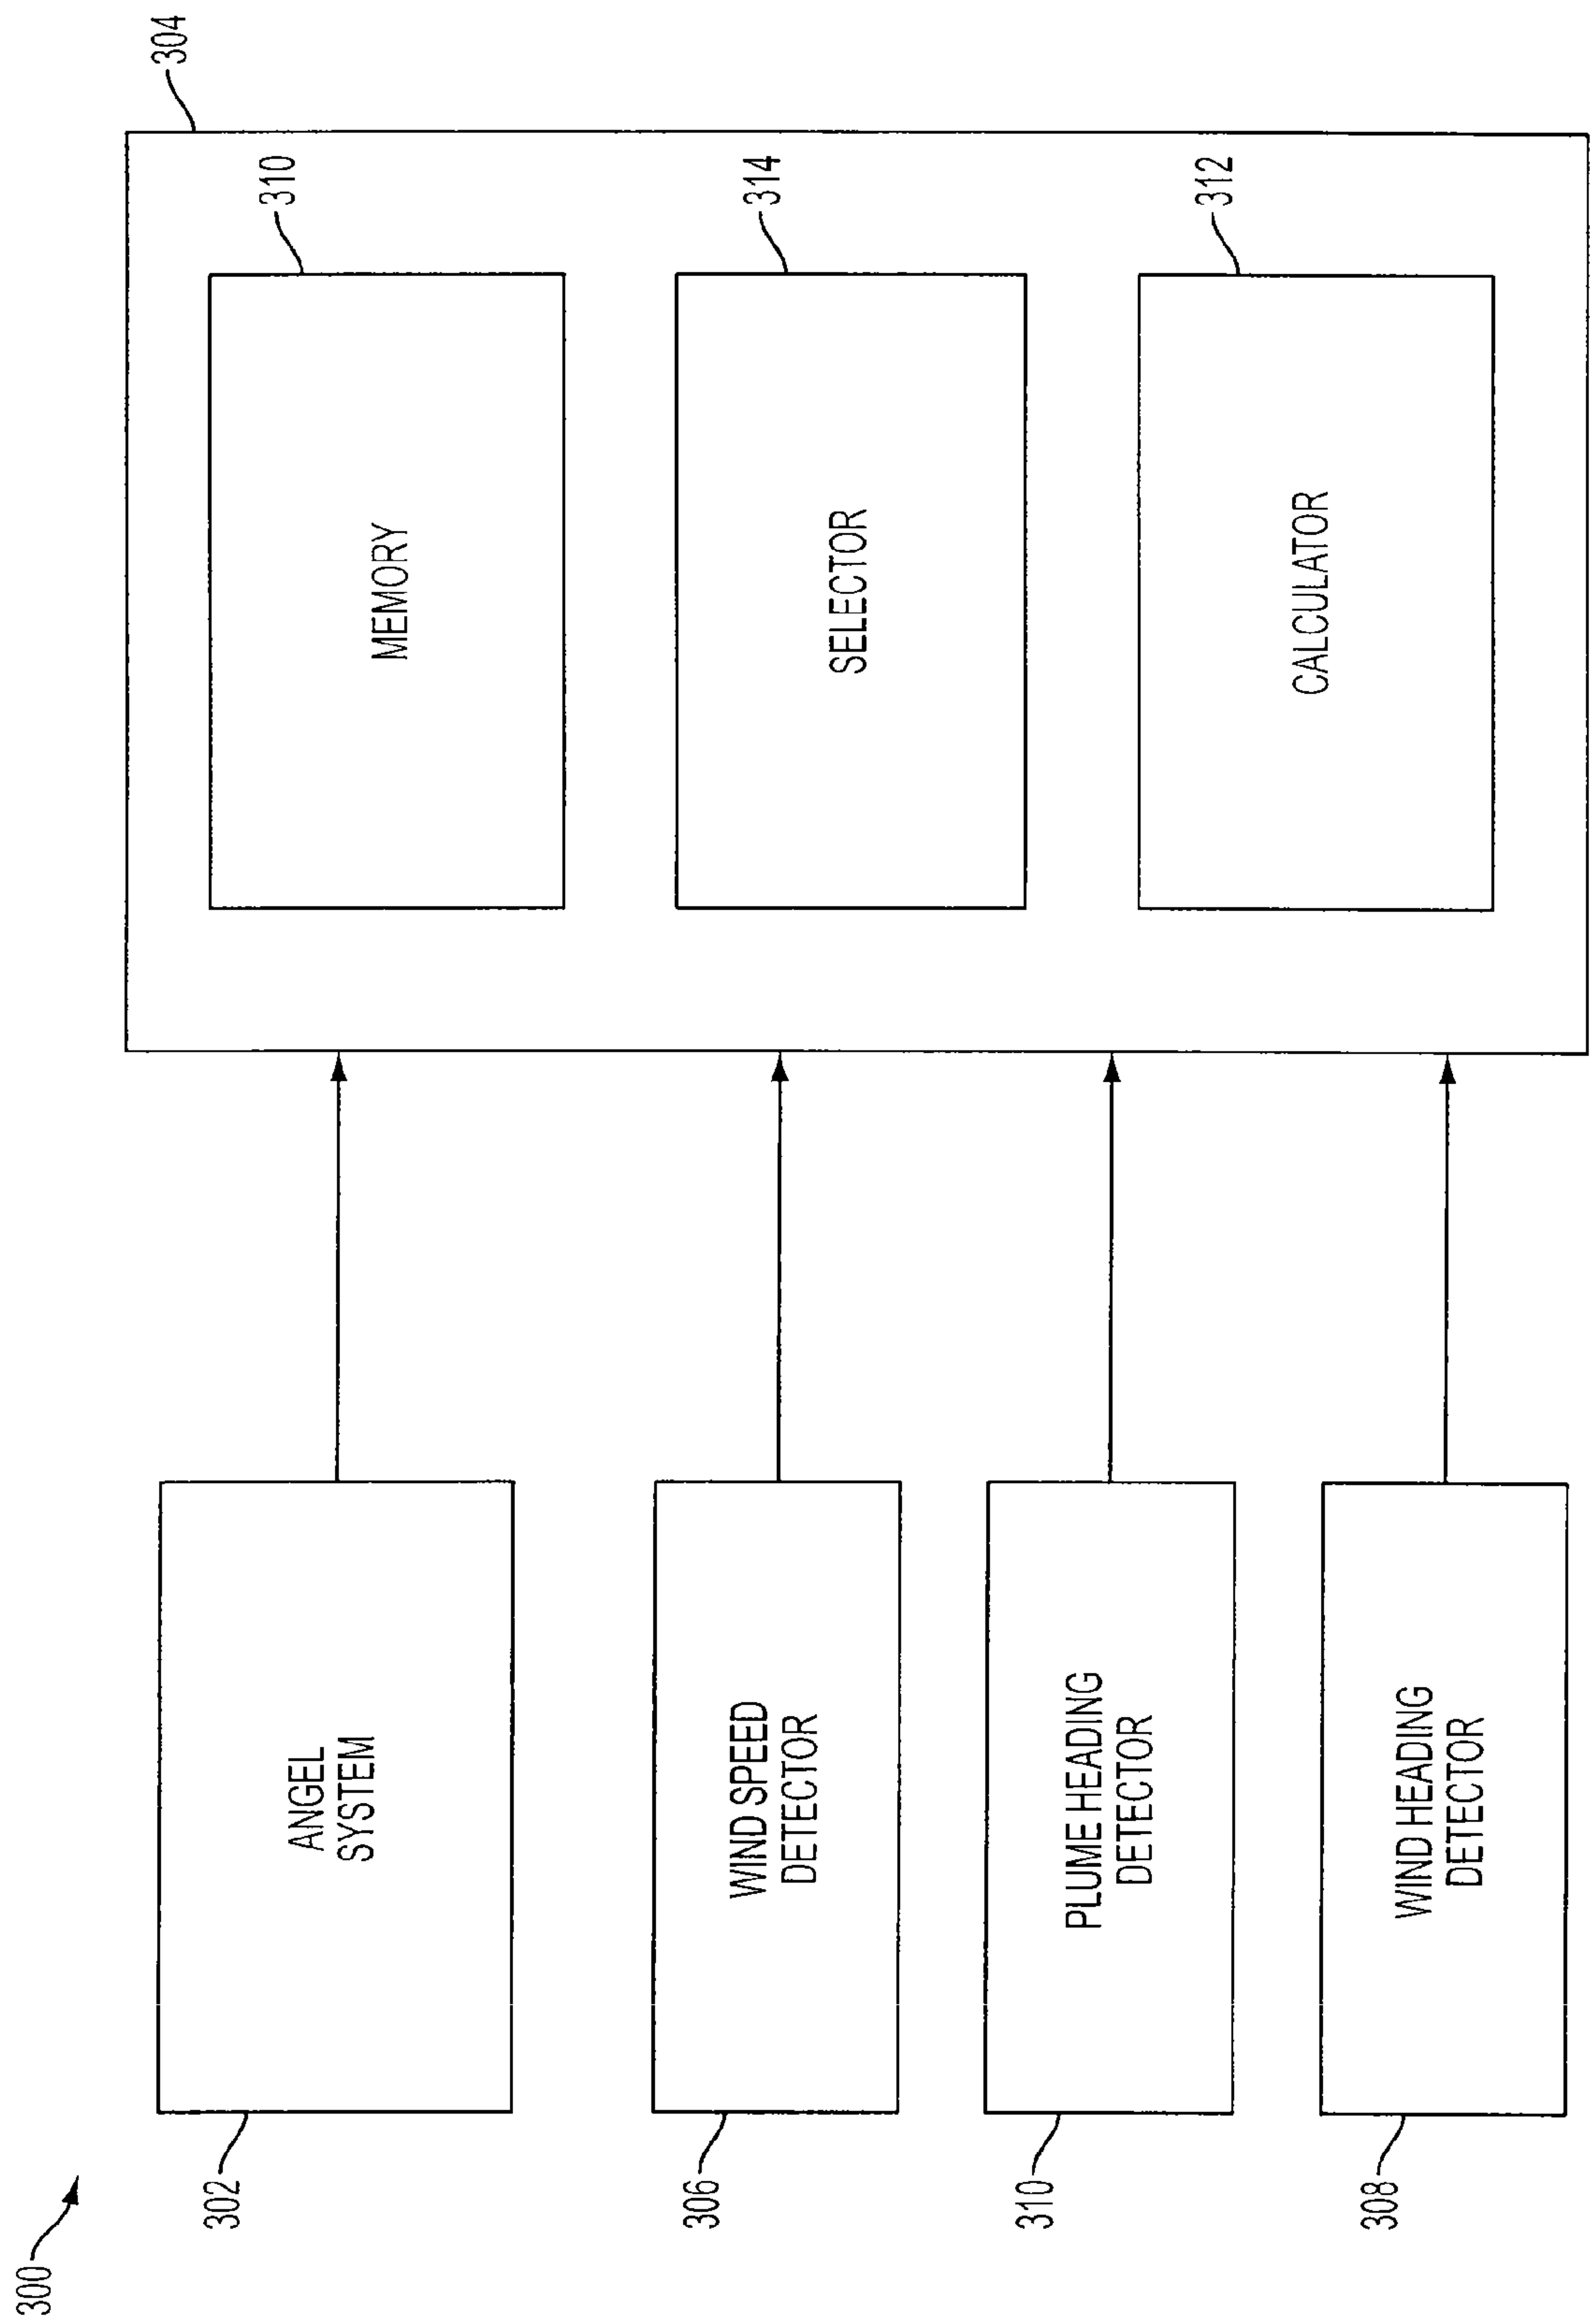 300
302
ANGEL
SYSTEM
306
WIND SPEED
DETECTOR
310
PLUME HEADING
DETECTOR
308
WIND HEADING
DETECTOR
304
MEMORY
310
SELECTOR
314
CALCULATOR
312